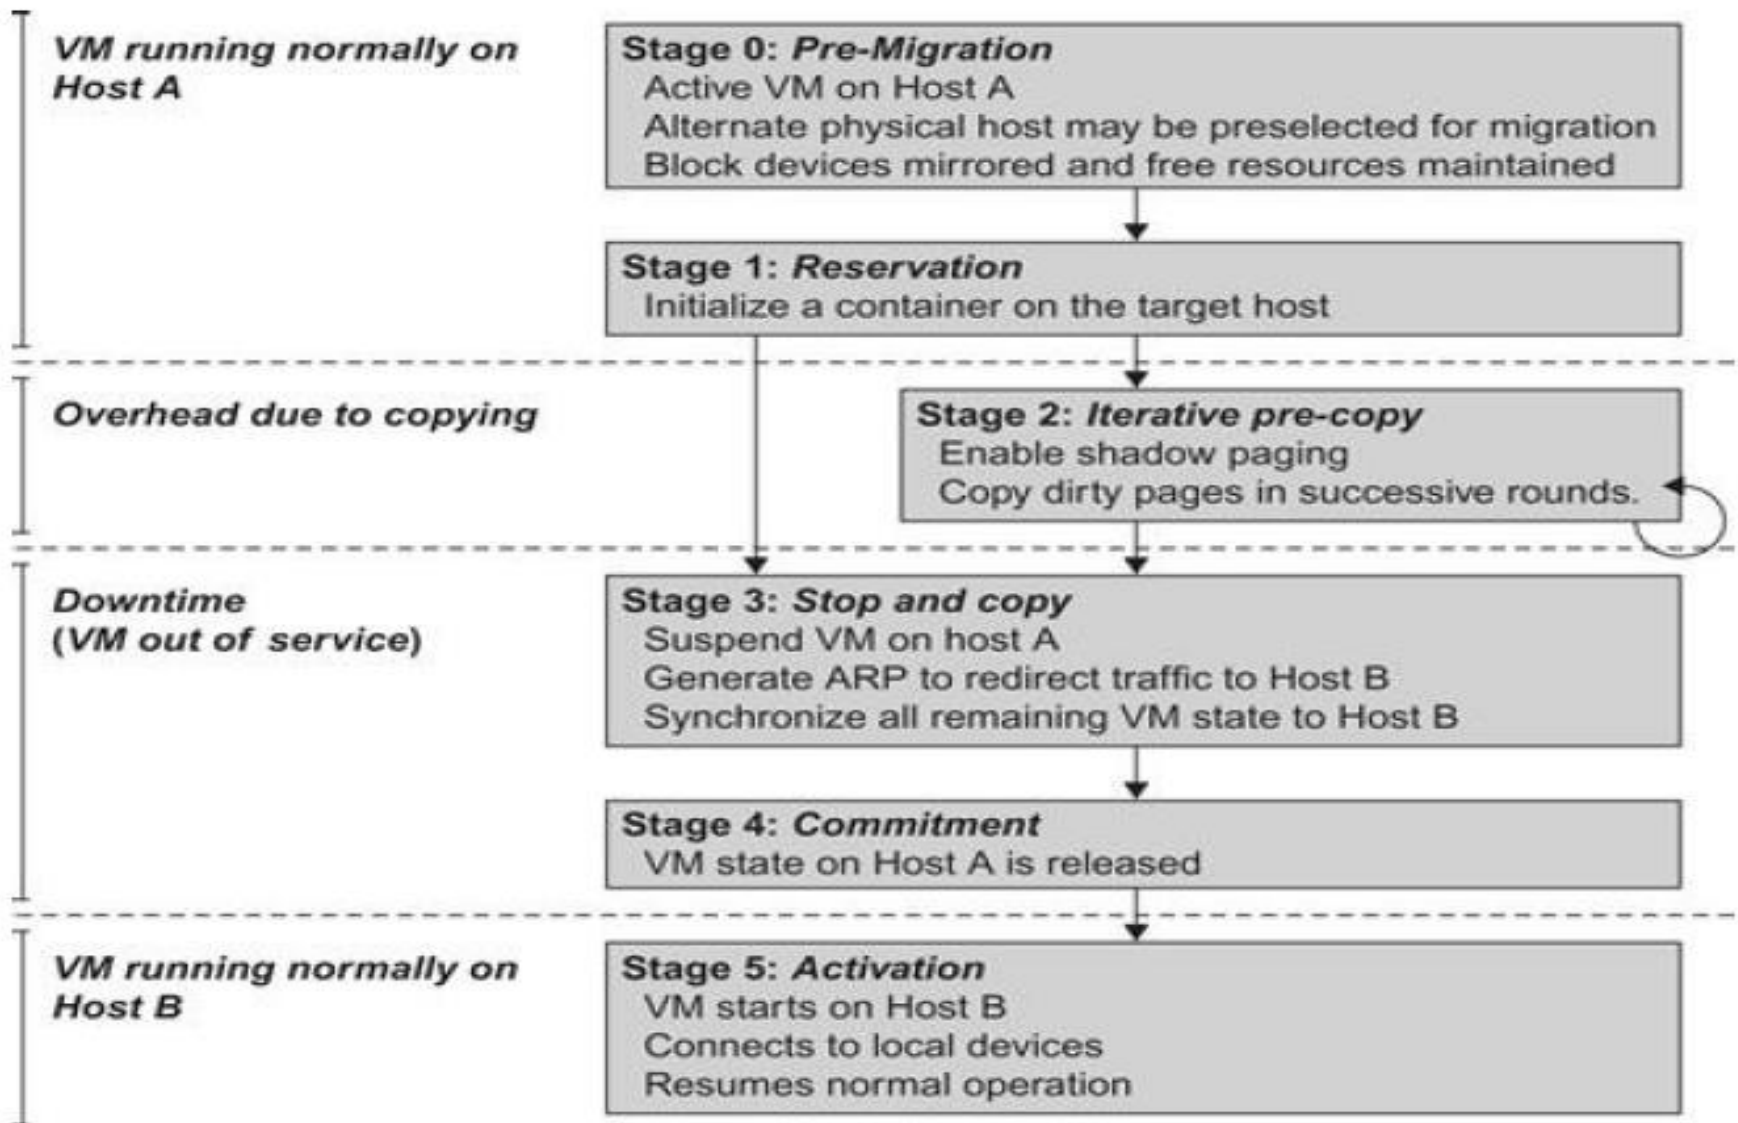 VM running normally on
Host A
Stage 0: Pre-Migration
Active VM on Host A
Alternate physical host may be preselected for migration
Block devices mirrored and free resources maintained
Stage 1: Reservation
Initialize a container on the target host
Overhead due to copying
Stage 2: Iterative pre-copy
Enable shadow paging
Copy dirty pages in successive rounds.
Downtime
(VM out of service)
Stage 3: Stop and copy
Suspend VM on host A
Generate ARP to redirect traffic to Host B
Synchronize all remaining VM state to Host B
Stage 4: Commitment
VM state on Host A is released
VM running normally on
Host B
Stage 5: Activation
VM starts on Host B
Connects to local devices
Resumes normal operation